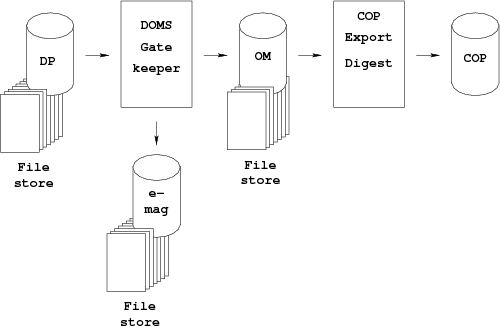 DP
DOMS
Gate
keeper
OM
COP
Export
Digest
COP
File
store
File
store
e-
mag
File
store